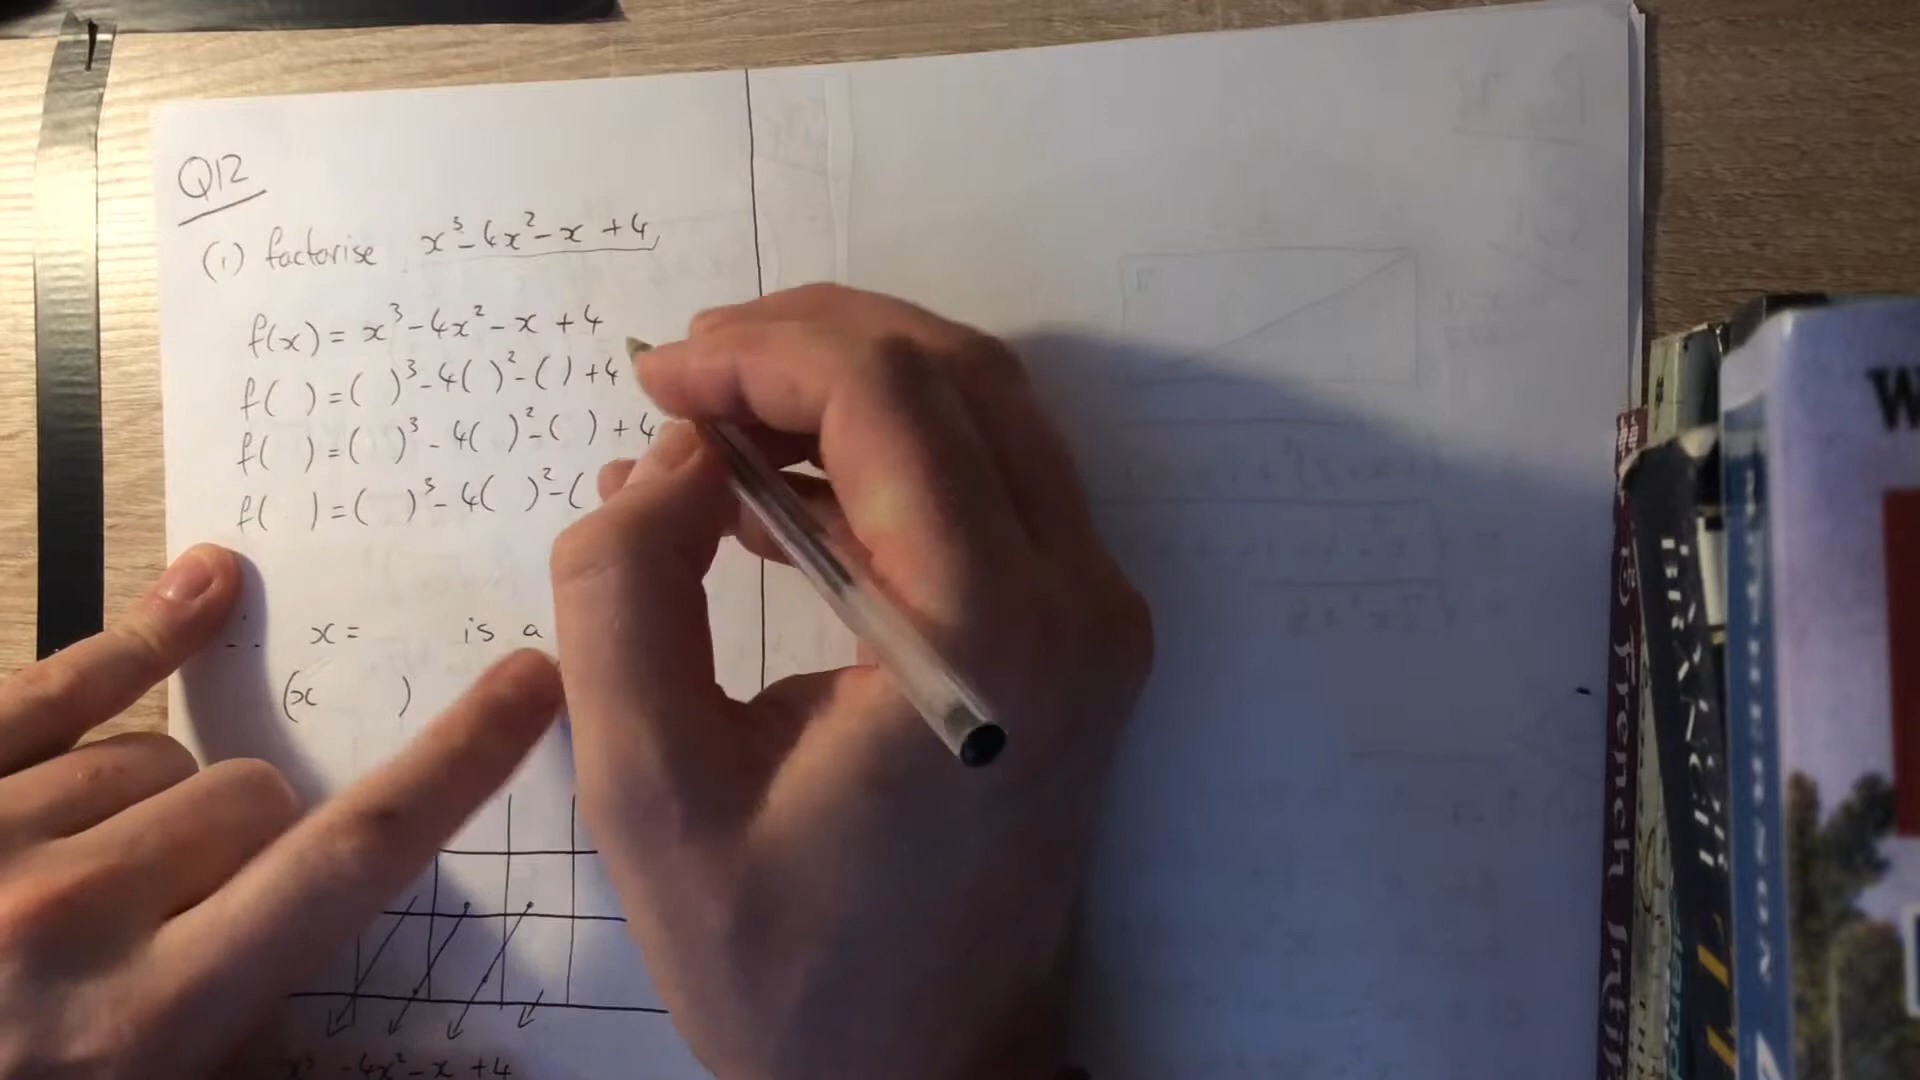 Q12
(i) factorise x³-4x²-x+4
f(x) = x³-4x²-x+4
f( ) = ( )³-4( )²-( )+4
f( ) = ( )³-4( )²-( )+4
f( ) = ( )³-4( )²-(
∴ x = is a
(x )
x³-4x²-x+4
French
W